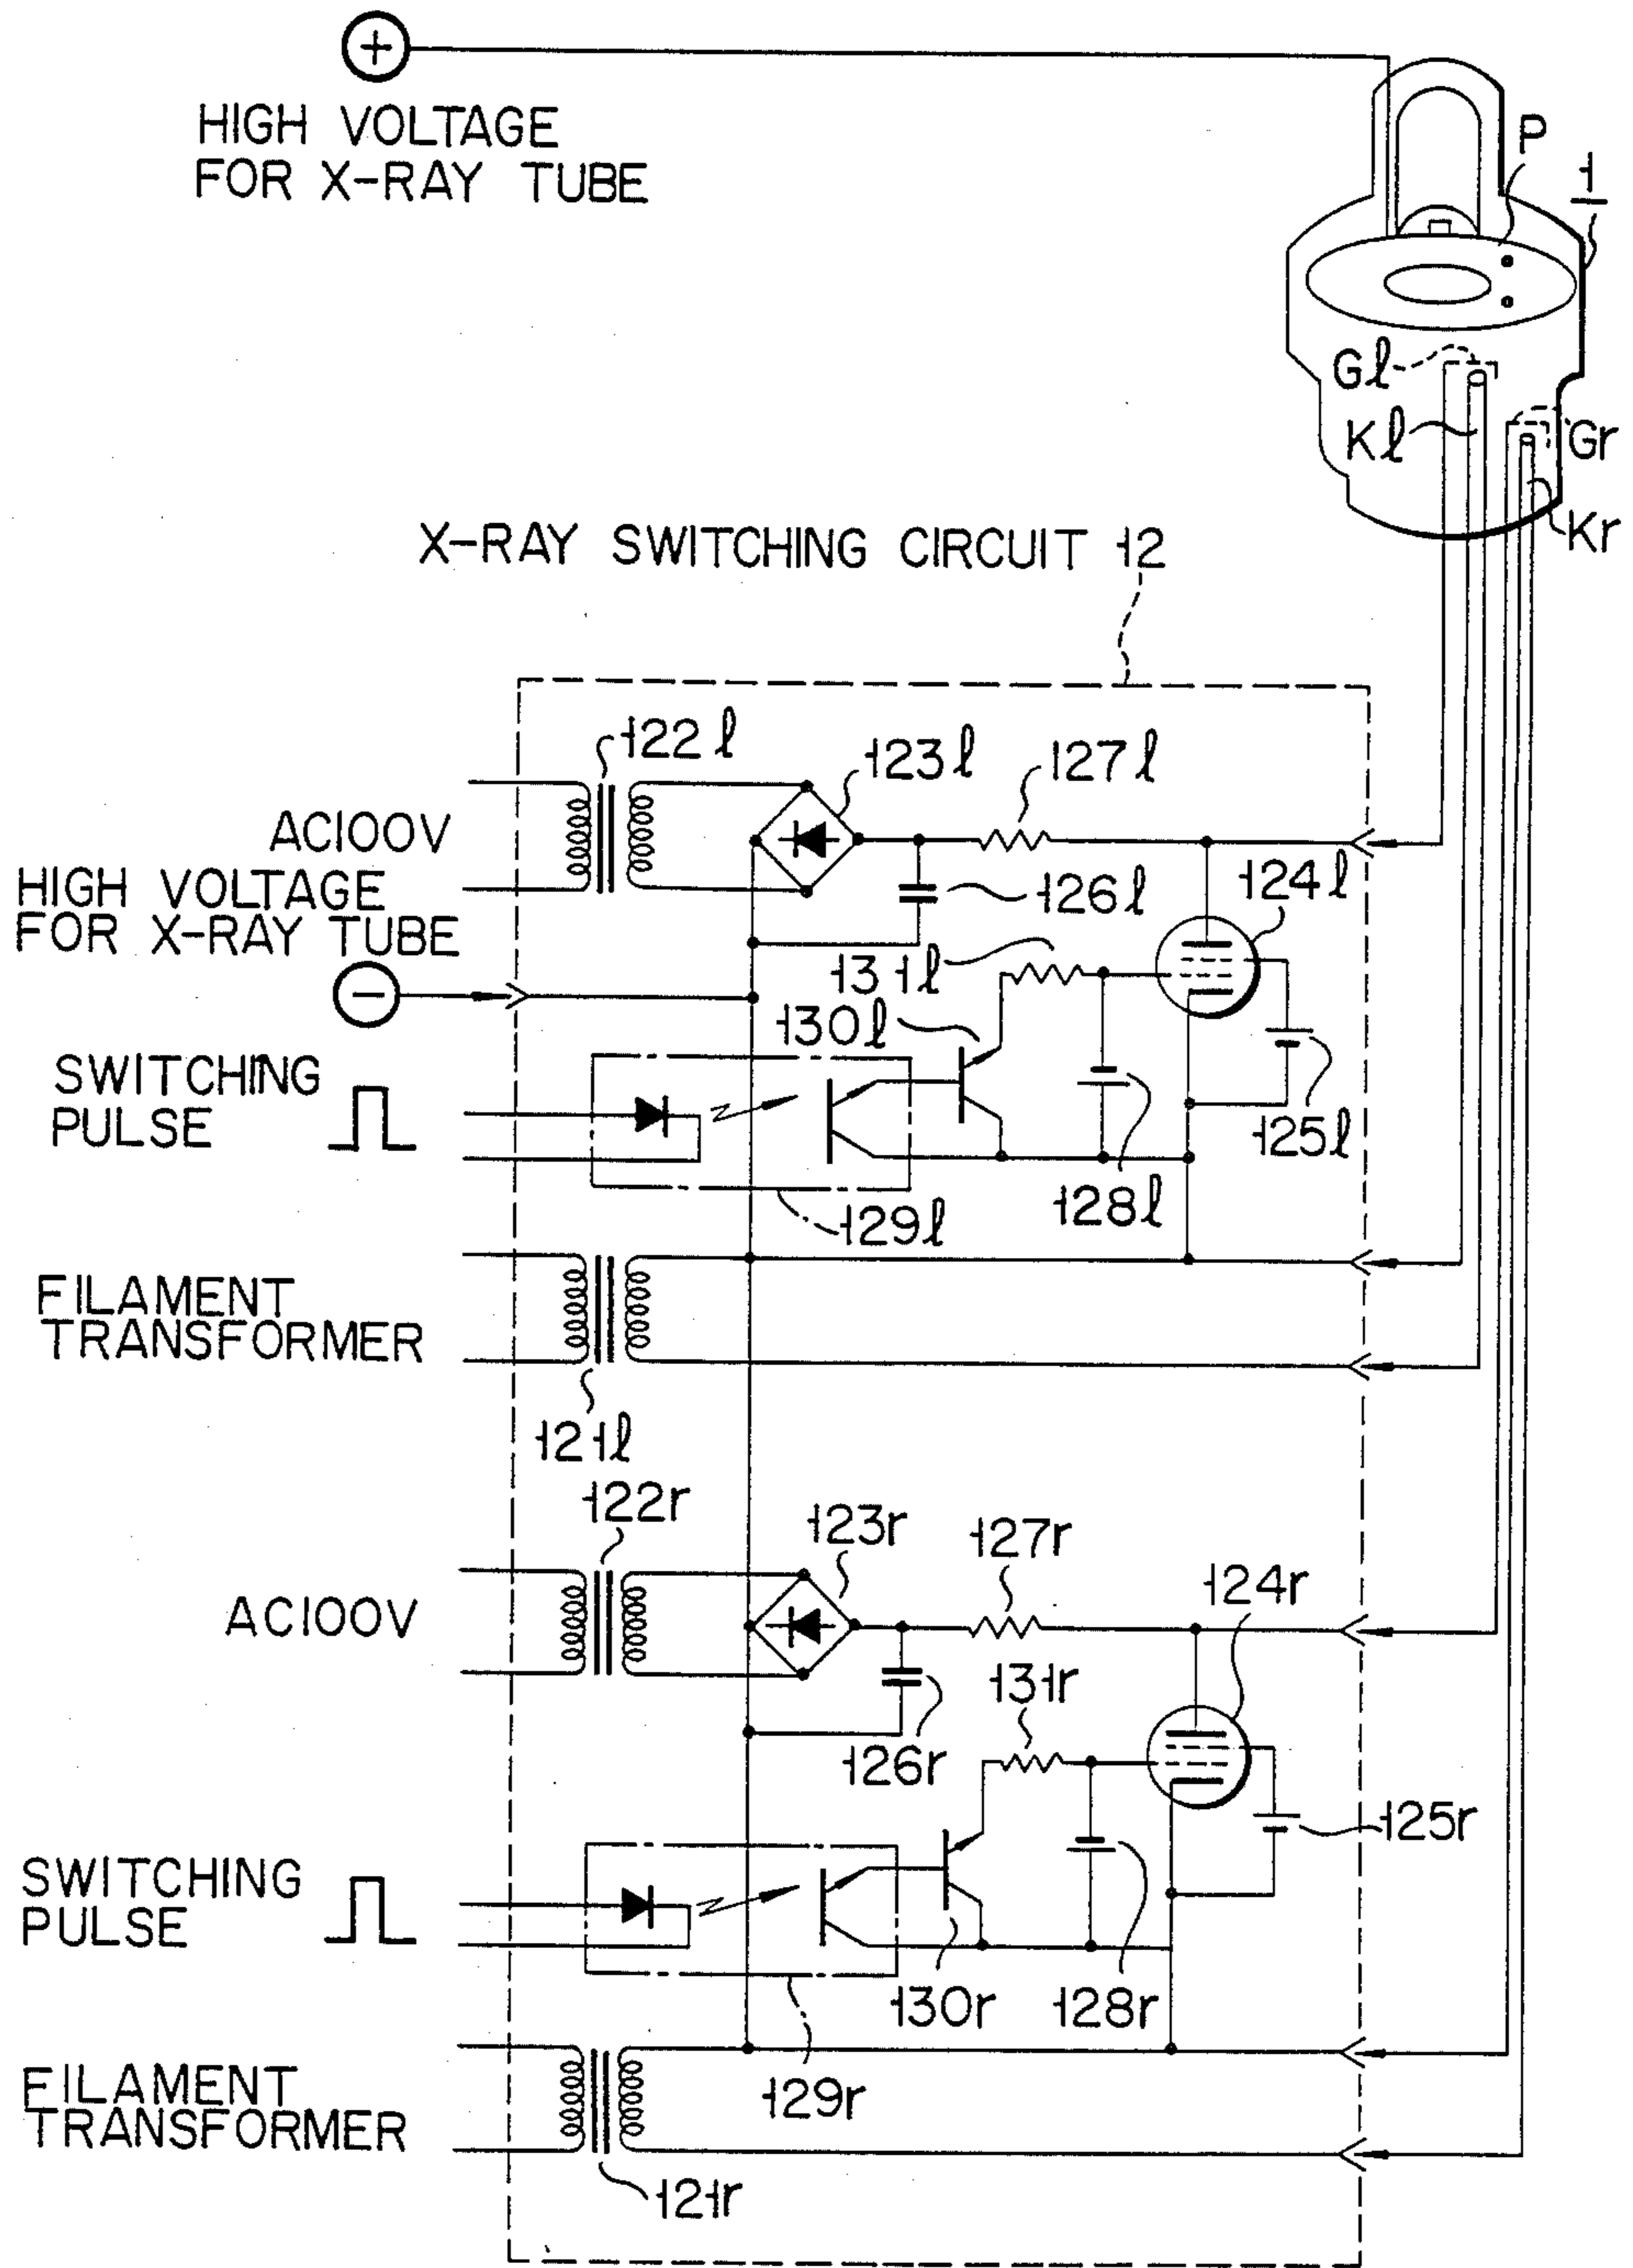 +
HIGH VOLTAGE
FOR X-RAY TUBE
P
1
Gl
Kl
Gr
Kr
X-RAY SWITCHING CIRCUIT 12
122l
123l
127l
AC100V
124l
126l
HIGH VOLTAGE
FOR X-RAY TUBE
−
131l
130l
SWITCHING
PULSE
125l
128l
129l
FILAMENT
TRANSFORMER
121l
122r
123r
127r
124r
AC100V
131r
126r
125r
SWITCHING
PULSE
130r
128r
129r
FILAMENT
TRANSFORMER
121r